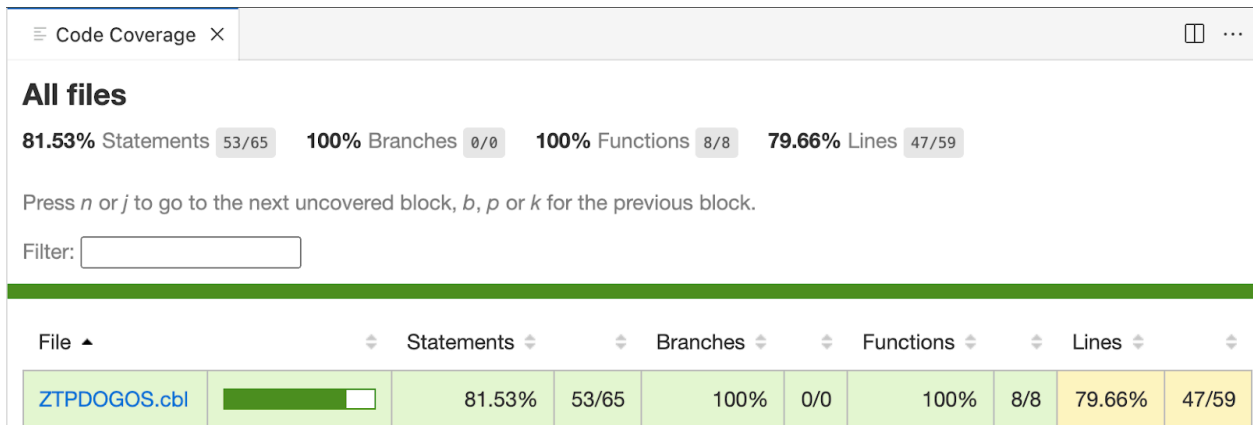 Code Coverage
All files
81.53% Statements 53/65 100% Branches 0/0 100% Functions 8/8 79.66% Lines 47/59
Press n or j to go to the next uncovered block, b, p or k for the previous block.
Filter:
File Statements Branches Functions Lines
ZTPDOGOS.cbl 81.53% 53/65 100% 0/0 100% 8/8 79.66% 47/59